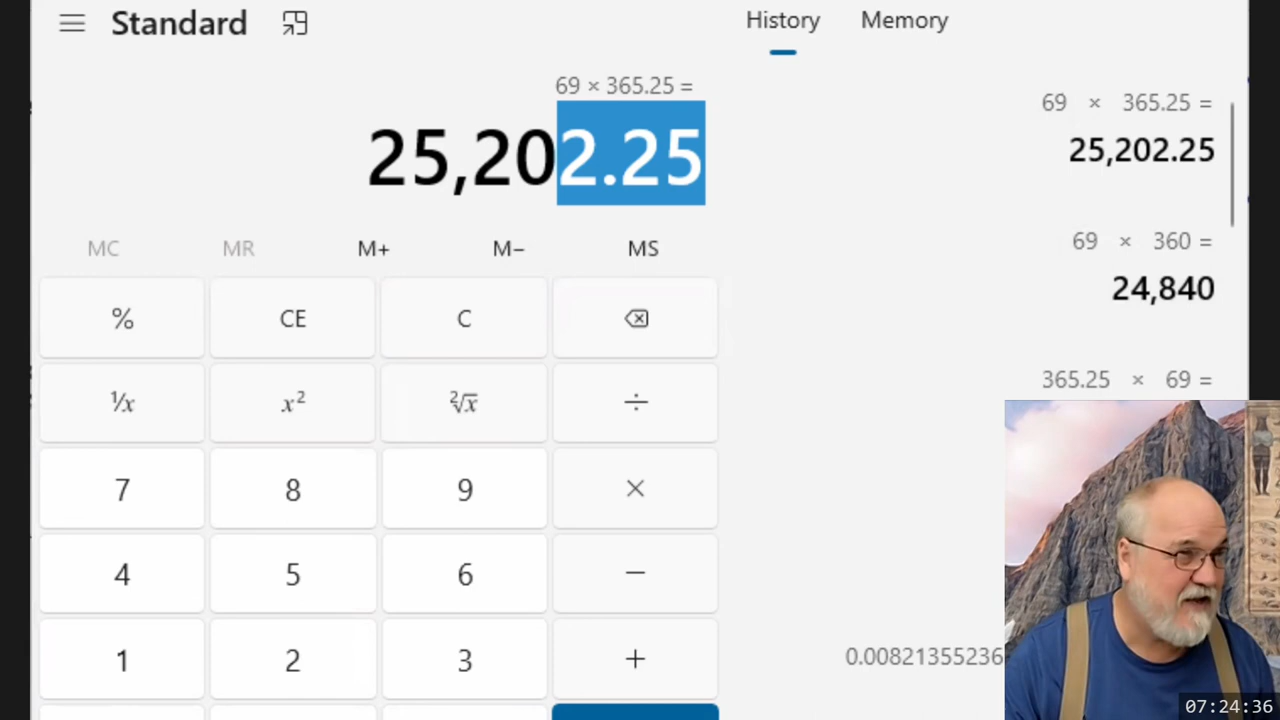 Standard
History Memory
69 × 365.25 =
25,202.25
MC MR M+ M− MS
% CE C
¹/x x² ²√x ÷
7 8 9 ×
4 5 6 −
1 2 3 +
69 × 365.25 =
25,202.25
69 × 360 =
24,840
365.25 × 69 =
0.00821355236
07:24:36